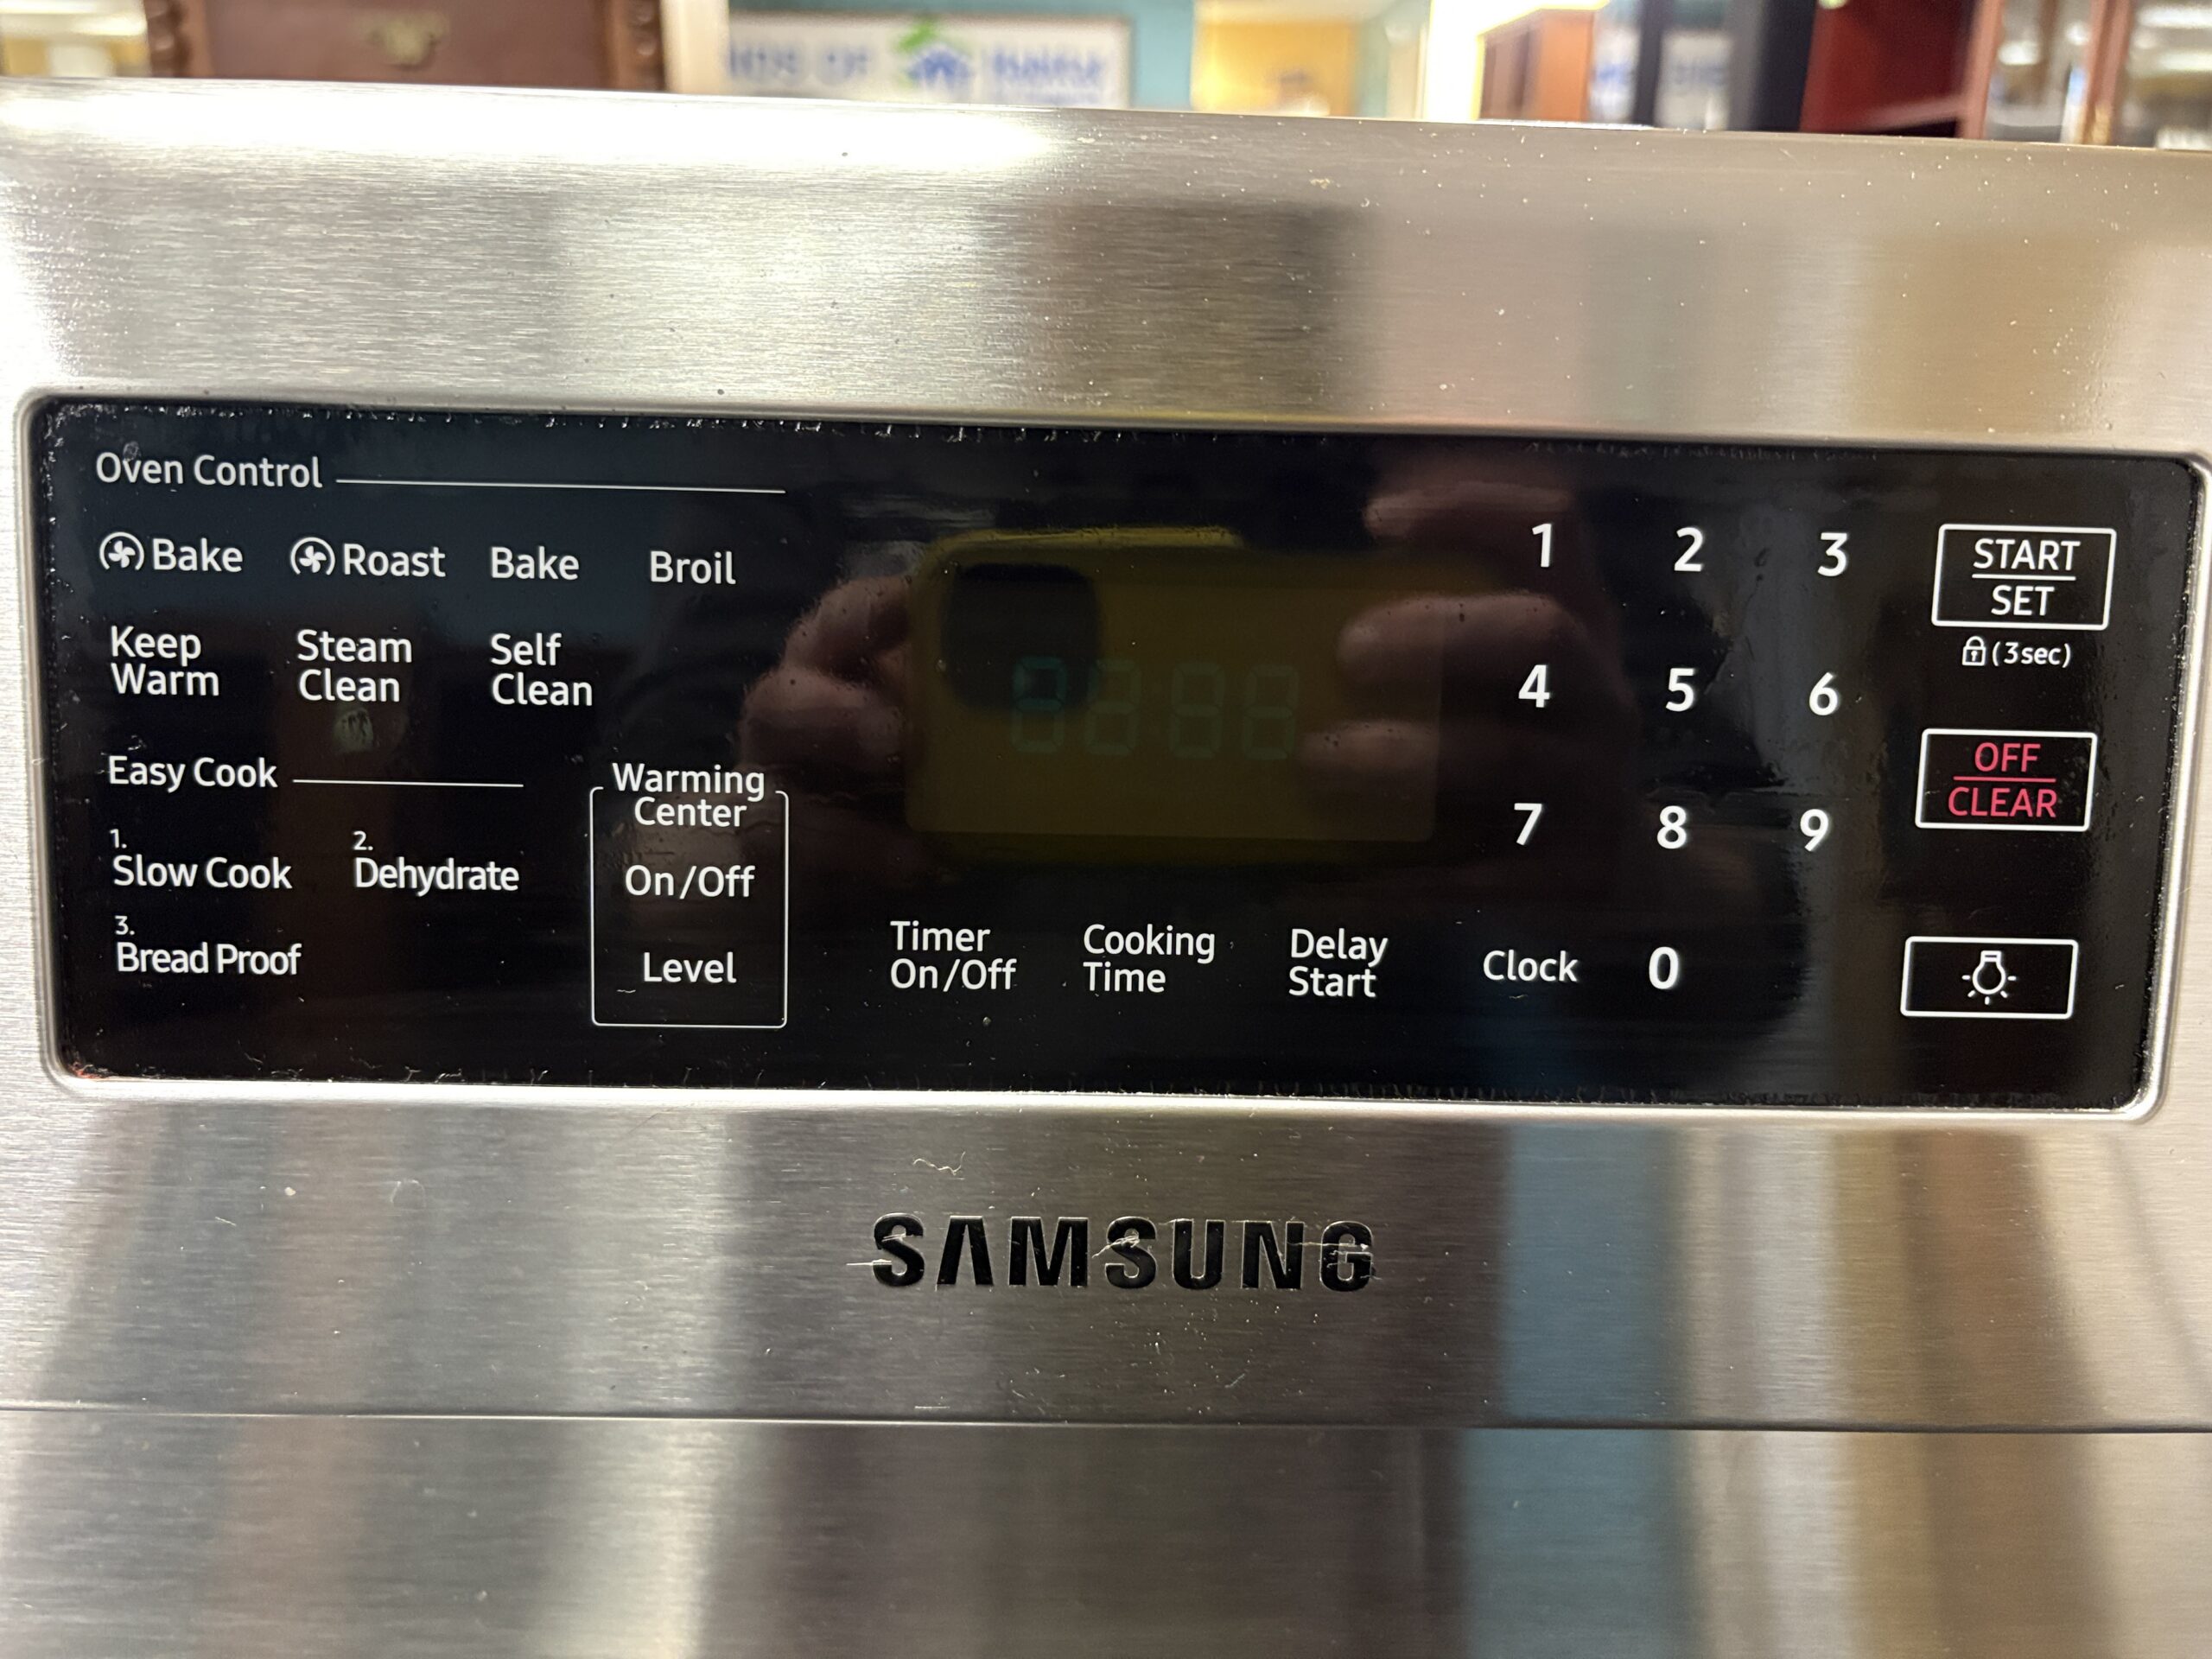 OF
Oven Control
Bake Roast Bake Broil
Keep
Warm
Steam
Clean
Self
Clean
Easy Cook
1.
Slow Cook
2.
Dehydrate
3.
Bread Proof
Warming
Center
On/Off
Level
Timer
On/Off
Cooking
Time
Delay
Start
Clock
1 2 3
4 5 6
7 8 9
0
START
SET
(3sec)
OFF
CLEAR
SAMSUNG